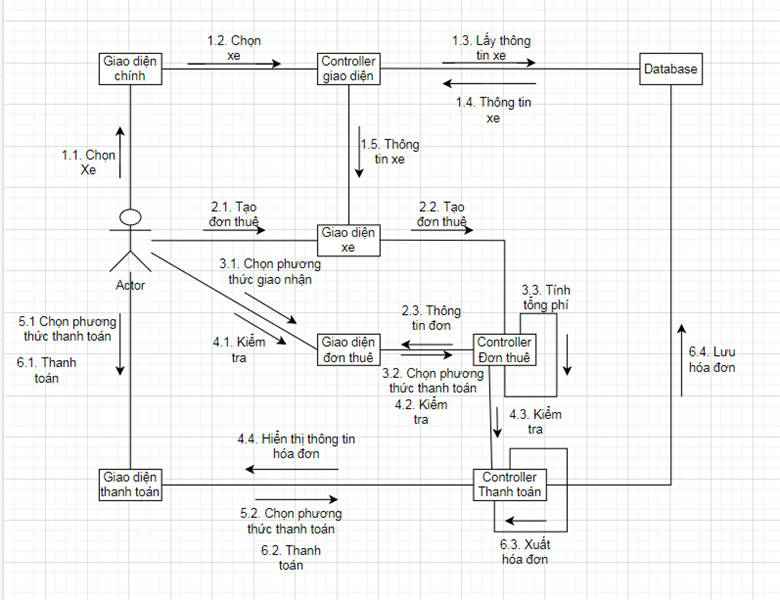 1.2. Chọn
xe
1.3. Lấy thông
tin xe
Giao diện
chính
Controller
giao diện
Database
1.4. Thông tin
xe
1.1. Chọn
Xe
1.5. Thông
tin xe
2.1. Tạo
đơn thuê
2.2. Tạo
đơn thuê
Giao diện
xe
Actor
3.1. Chọn phương
thức giao nhận
3.3. Tính
tổng phí
2.3. Thông
tin đơn
5.1 Chọn phương
thức thanh toán
6.1. Thanh
toán
4.1. Kiểm
tra
Giao diện
đơn thuê
Controller
Đơn thuê
6.4. Lưu
hóa đơn
3.2. Chọn phương
thức thanh toán
4.2. Kiểm
tra
4.3. Kiểm
tra
4.4. Hiển thị thông tin
hóa đơn
Giao diện
thanh toán
Controller
Thanh toán
5.2. Chọn phương
thức thanh toán
6.2. Thanh
toán
6.3. Xuất
hóa đơn